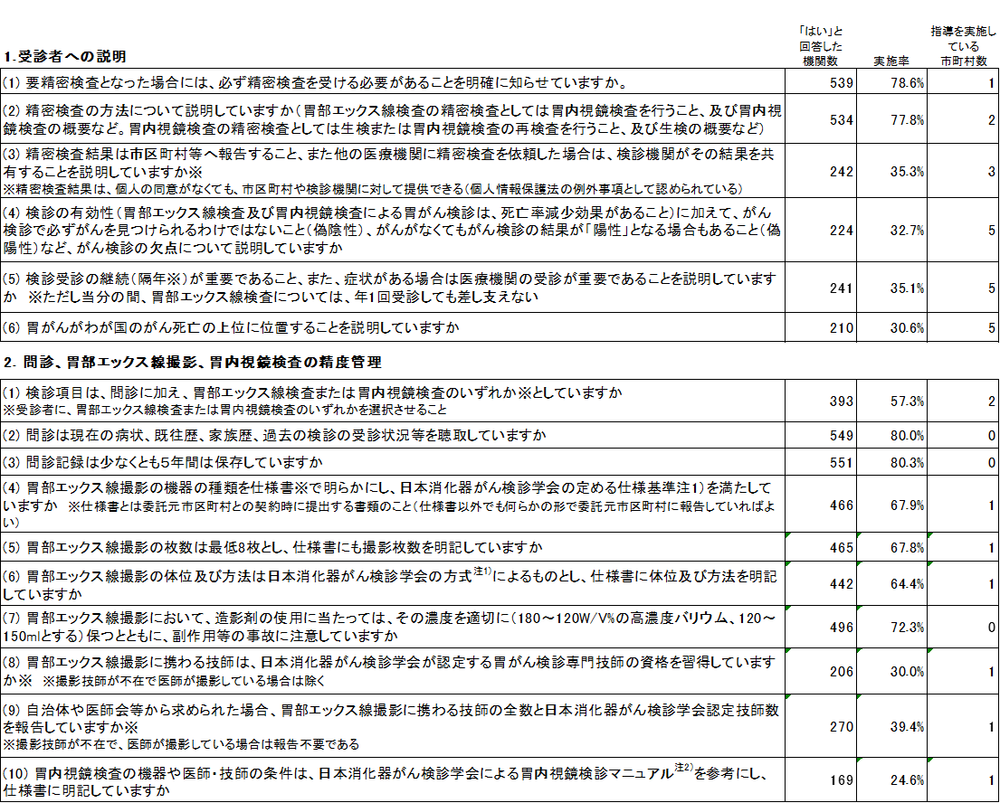 「はい」と
回答した
機関数
実施率
指導を実施し
ている
市町村数
1.受診者への説明
(1) 要精密検査となった場合には、必ず精密検査を受ける必要があることを明確に知らせていますか。
539 78.6% 1
(2) 精密検査の方法について説明していますか(胃部エックス線検査の精密検査としては胃内視鏡検査を行うこと、及び胃内視
鏡検査の概要など。胃内視鏡検査の精密検査としては生検または胃内視鏡検査の再検査を行うこと、及び生検の概要など)
534 77.8% 2
(3) 精密検査結果は市区町村等へ報告すること、また他の医療機関に精密検査を依頼した場合は、検診機関がその結果を共
有することを説明していますか※
※精密検査結果は、個人の同意がなくても、市区町村や検診機関に対して提供できる(個人情報保護法の例外事項として認められている)
242 35.3% 3
(4) 検診の有効性(胃部エックス線検査及び胃内視鏡検査による胃がん検診は、死亡率減少効果があること)に加えて、がん
検診で必ずがんを見つけられるわけではないこと(偽陰性)、がんがなくてもがん検診の結果が「陽性」となる場合もあること(偽
陽性)など、がん検診の欠点について説明していますか
224 32.7% 5
(5) 検診受診の継続(隔年※)が重要であること、また、症状がある場合は医療機関の受診が重要であることを説明しています
か ※ただし当分の間、胃部エックス線検査については、年1回受診しても差し支えない
241 35.1% 5
(6) 胃がんがわが国のがん死亡の上位に位置することを説明していますか
210 30.6% 5
2. 問診、胃部エックス線撮影、胃内視鏡検査の精度管理
(1) 検診項目は、問診に加え、胃部エックス線検査または胃内視鏡検査のいずれか※としていますか
※受診者に、胃部エックス線検査または胃内視鏡検査のいずれかを選択させること
393 57.3% 2
(2) 問診は現在の病状、既往歴、家族歴、過去の検診の受診状況等を聴取していますか
549 80.0% 0
(3) 問診記録は少なくとも5年間は保存していますか
551 80.3% 0
(4) 胃部エックス線撮影の機器の種類を仕様書※で明らかにし、日本消化器がん検診学会の定める仕様基準注1)を満たして
いますか ※仕様書とは委託元市区町村との契約時に提出する書類のこと(仕様書以外でも何らかの形で委託元市区町村に報告していればよ
い)
466 67.9% 1
(5) 胃部エックス線撮影の枚数は最低8枚とし、仕様書にも撮影枚数を明記していますか
465 67.8% 1
(6) 胃部エックス線撮影の体位及び方法は日本消化器がん検診学会の方式注1)によるものとし、仕様書に体位及び方法を明記
していますか
442 64.4% 1
(7) 胃部エックス線撮影において、造影剤の使用に当たっては、その濃度を適切に(180～120W/V%の高濃度バリウム、120～
150mlとする)保つとともに、副作用等の事故に注意していますか
496 72.3% 0
(8) 胃部エックス線撮影に携わる技師は、日本消化器がん検診学会が認定する胃がん検診専門技師の資格を習得しています
か※ ※撮影技師が不在で医師が撮影している場合は除く
206 30.0% 1
(9) 自治体や医師会等から求められた場合、胃部エックス線撮影に携わる技師の全数と日本消化器がん検診学会認定技師数
を報告していますか※
※撮影技師が不在で、医師が撮影している場合は報告不要である
270 39.4% 1
(10) 胃内視鏡検査の機器や医師・技師の条件は、日本消化器がん検診学会による胃内視鏡検診マニュアル注2)を参考にし、
仕様書に明記していますか
169 24.6% 1